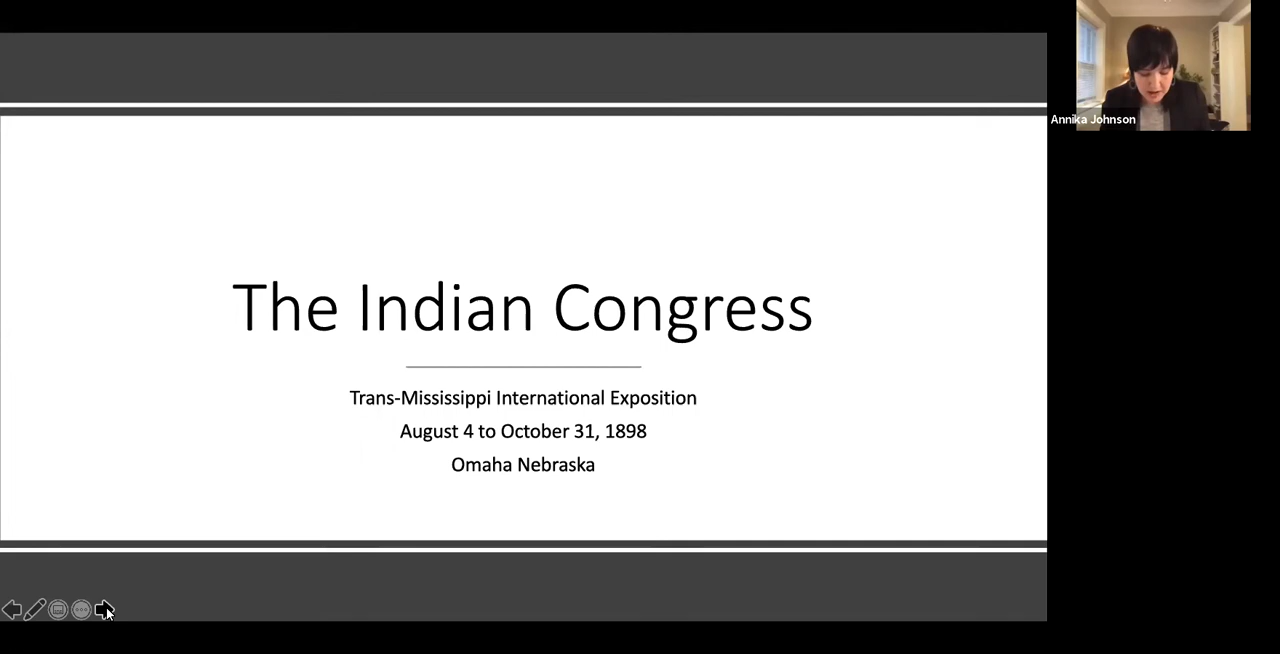 The Indian Congress
Trans-Mississippi International Exposition
August 4 to October 31, 1898
Omaha Nebraska
Annika Johnson